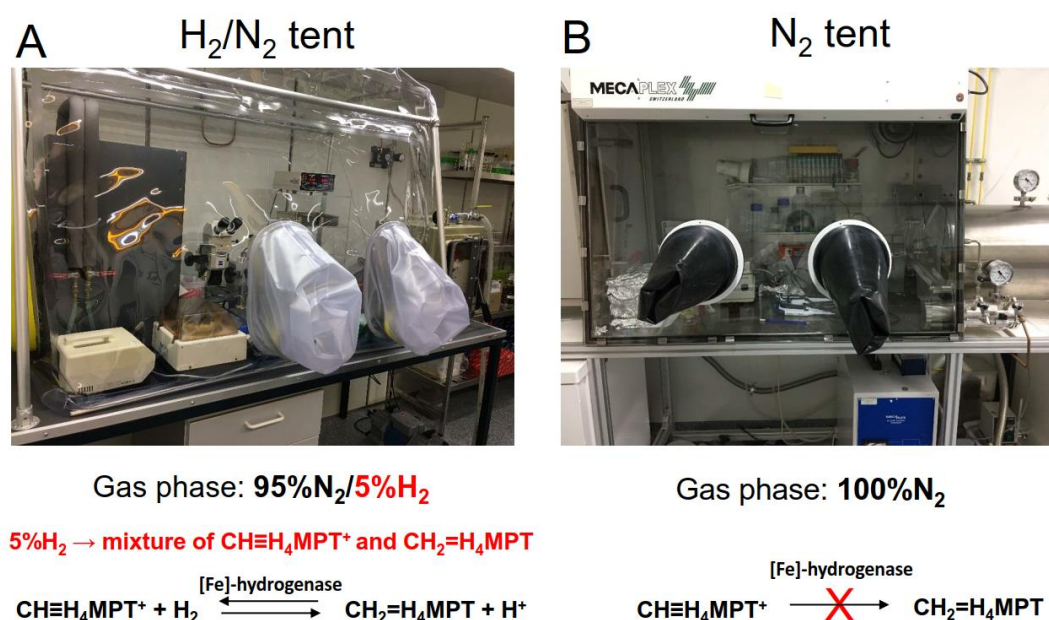 A
H₂/N₂ tent
B
N₂ tent
MECAPLEX
SWITZERLAND
Gas phase: 95%N₂/5%H₂
5%H₂ → mixture of CH≡H₄MPT⁺ and CH₂=H₄MPT
[Fe]-hydrogenase
CH≡H₄MPT⁺ + H₂ ⇌ CH₂=H₄MPT + H⁺
Gas phase: 100%N₂
[Fe]-hydrogenase
CH≡H₄MPT⁺ → X CH₂=H₄MPT